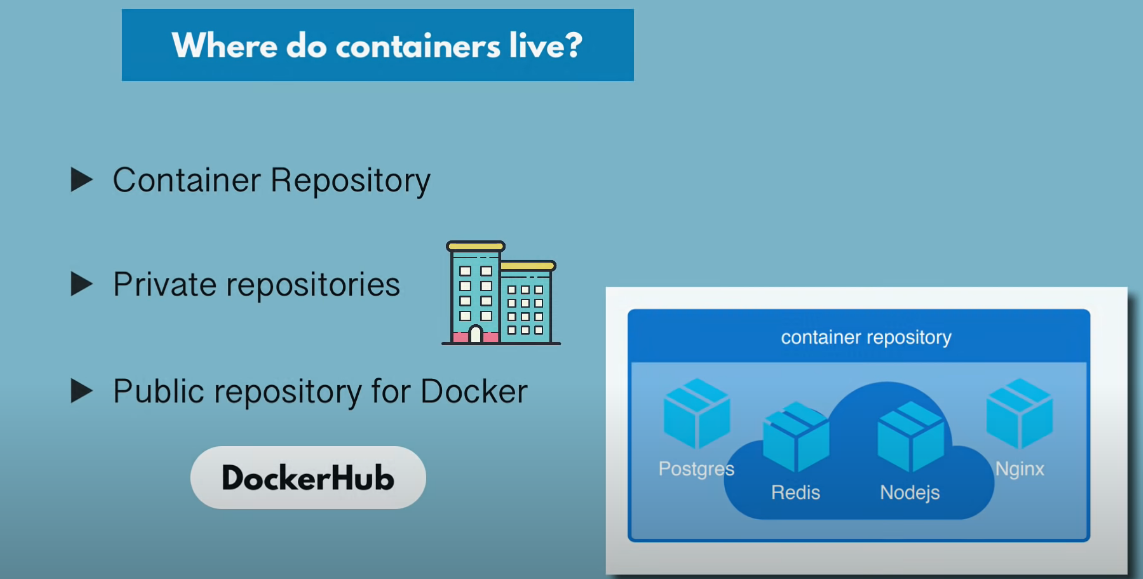 Where do containers live?
Container Repository
Private repositories
Public repository for Docker
DockerHub
container repository
Postgres
Redis
Nodejs
Nginx